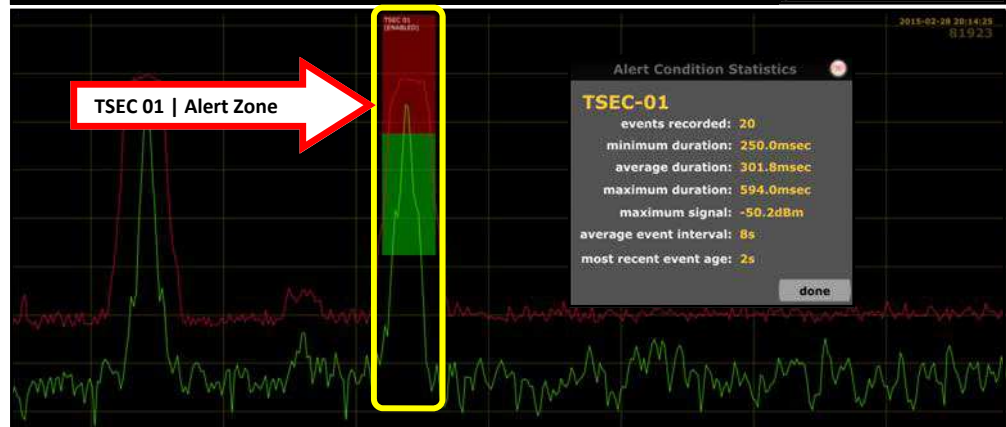 TSEC 01
(ENABLED)
2015-02-28 20:14:25
81923
TSEC 01 | Alert Zone
Alert Condition Statistics
TSEC-01
events recorded: 20
minimum duration: 250.0msec
average duration: 301.8msec
maximum duration: 594.0msec
maximum signal: -50.2dBm
average event interval: 8s
most recent event age: 2s
done